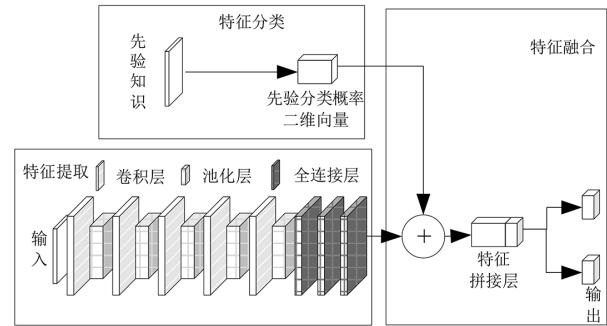 特征分类
先验知识
先验分类概率
二维向量
特征提取
卷积层
池化层
全连接层
输入
特征融合
+
特征
拼接层
输出